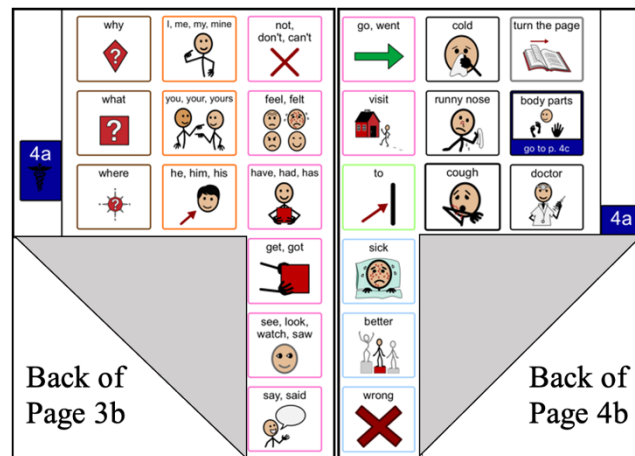 why
I, me, my, mine
not,
don't, can't
what
you, your, yours
feel, felt
4a
where
he, him, his
have, had, has
get, got
see, look,
watch, saw
say, said
Back of
Page 3b
go, went
cold
turn the page
visit
runny nose
body parts
go to p. 4c
to
cough
doctor
4a
sick
better
wrong
Back of
Page 4b